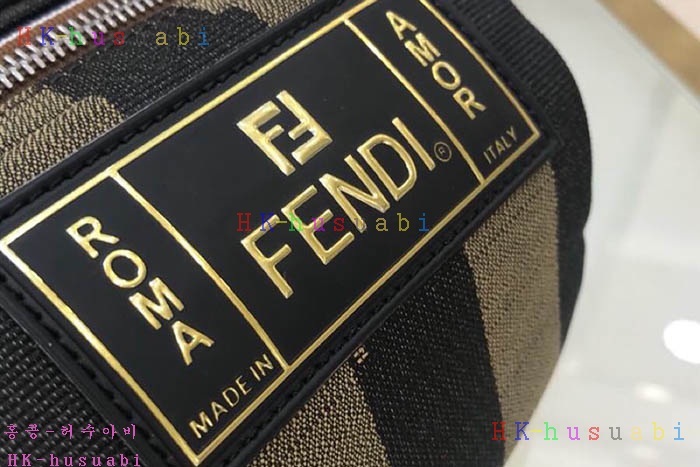 HK-husuabi
AMOR
FF
FENDI®
ITALY
HK-husuabi
ROMA
MADE IN
홍콩-허수아비
HK-husuabi
HK-husuabi